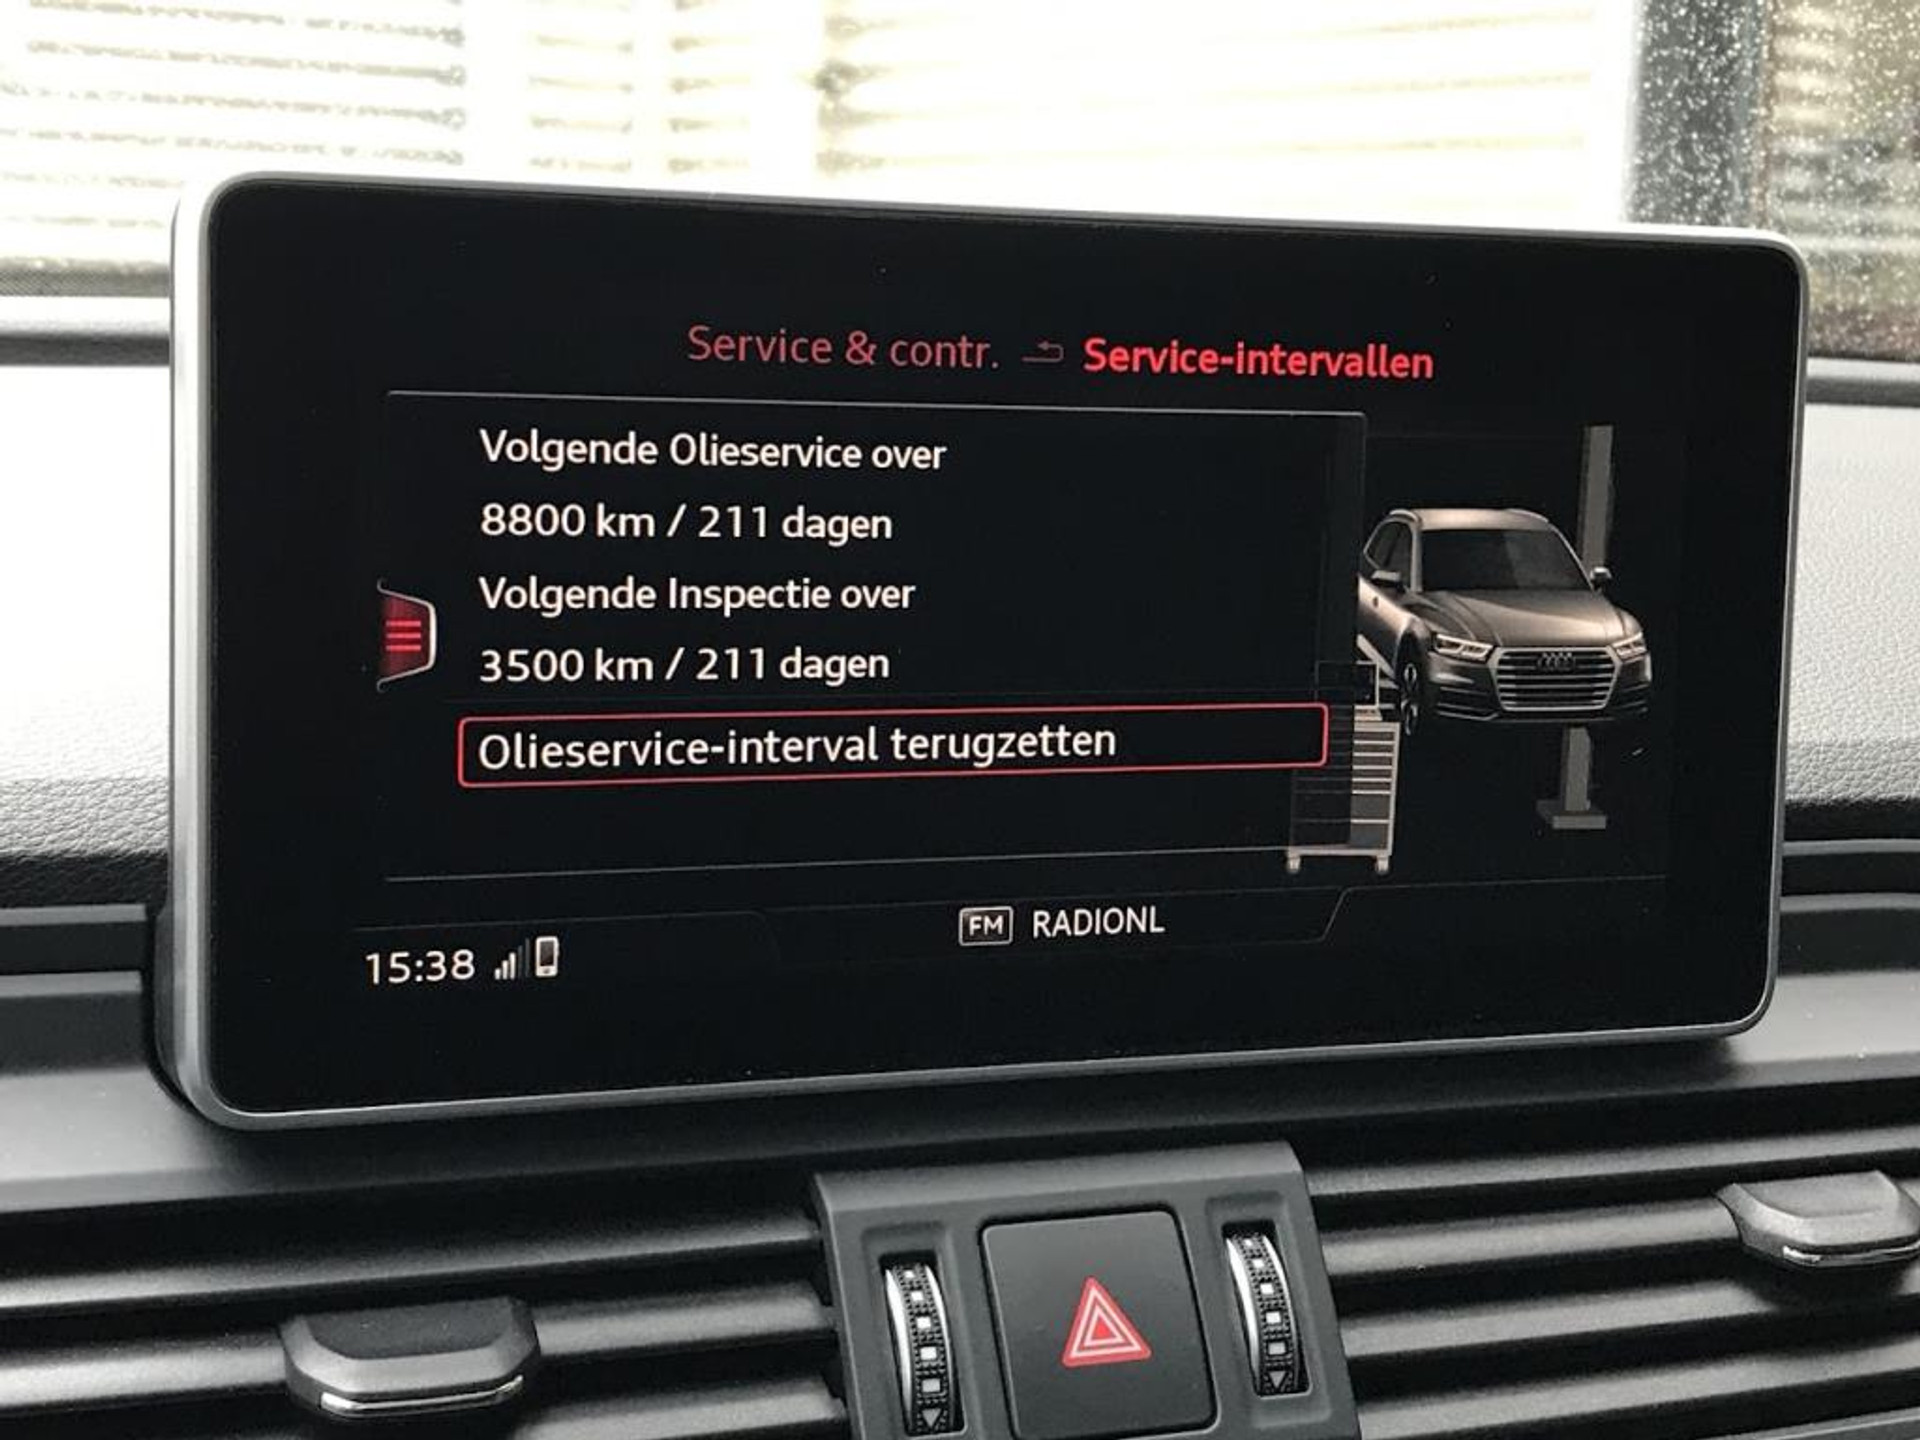 Service & contr. Service-intervallen
Volgende Olieservice over
8800 km / 211 dagen
Volgende Inspectie over
3500 km / 211 dagen
Olieservice-interval terugzetten
FM RADIONL
15:38